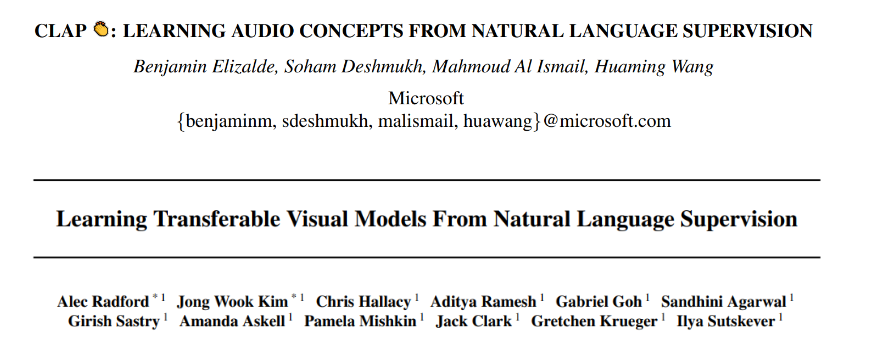 CLAP 👏: LEARNING AUDIO CONCEPTS FROM NATURAL LANGUAGE SUPERVISION
Benjamin Elizalde, Soham Deshmukh, Mahmoud Al Ismail, Huaming Wang
Microsoft
{benjaminm, sdeshmukh, malismail, huawang}@microsoft.com
Learning Transferable Visual Models From Natural Language Supervision
Alec Radford * 1 Jong Wook Kim * 1 Chris Hallacy 1 Aditya Ramesh 1 Gabriel Goh 1 Sandhini Agarwal 1
Girish Sastry 1 Amanda Askell 1 Pamela Mishkin 1 Jack Clark 1 Gretchen Krueger 1 Ilya Sutskever 1